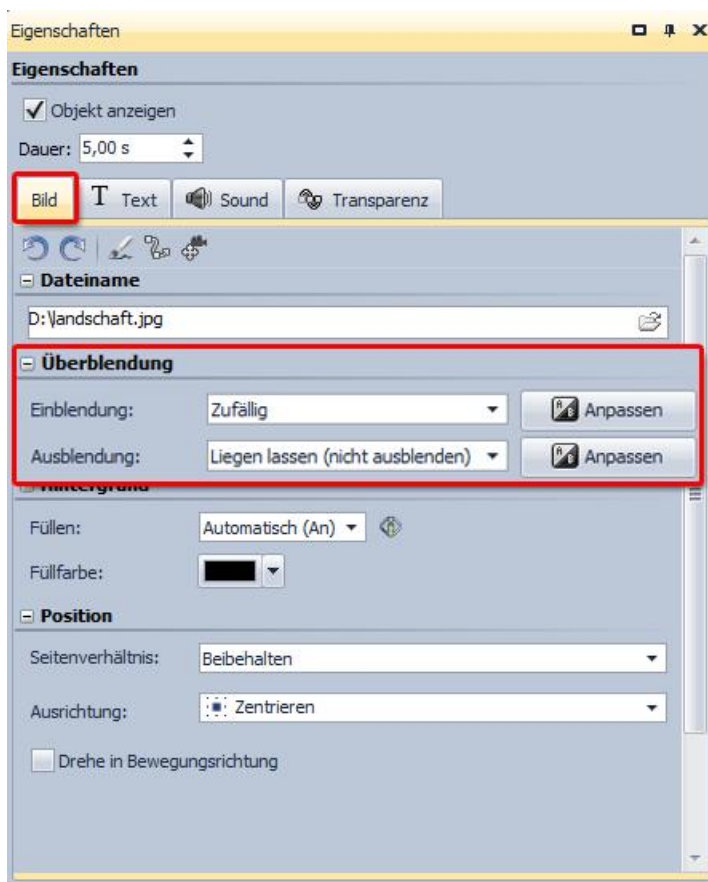 Eigenschaften
Eigenschaften
Objekt anzeigen
Dauer: 5,00 s
Bild T Text Sound Transparenz
Dateiname
D:\landschaft.jpg
Überblendung
Einblendung: Zufällig Anpassen
Ausblendung: Liegen lassen (nicht ausblenden) Anpassen
Hintergrund
Füllen: Automatisch (An)
Füllfarbe:
Position
Seitenverhältnis: Beibehalten
Ausrichtung: Zentrieren
Drehe in Bewegungsrichtung